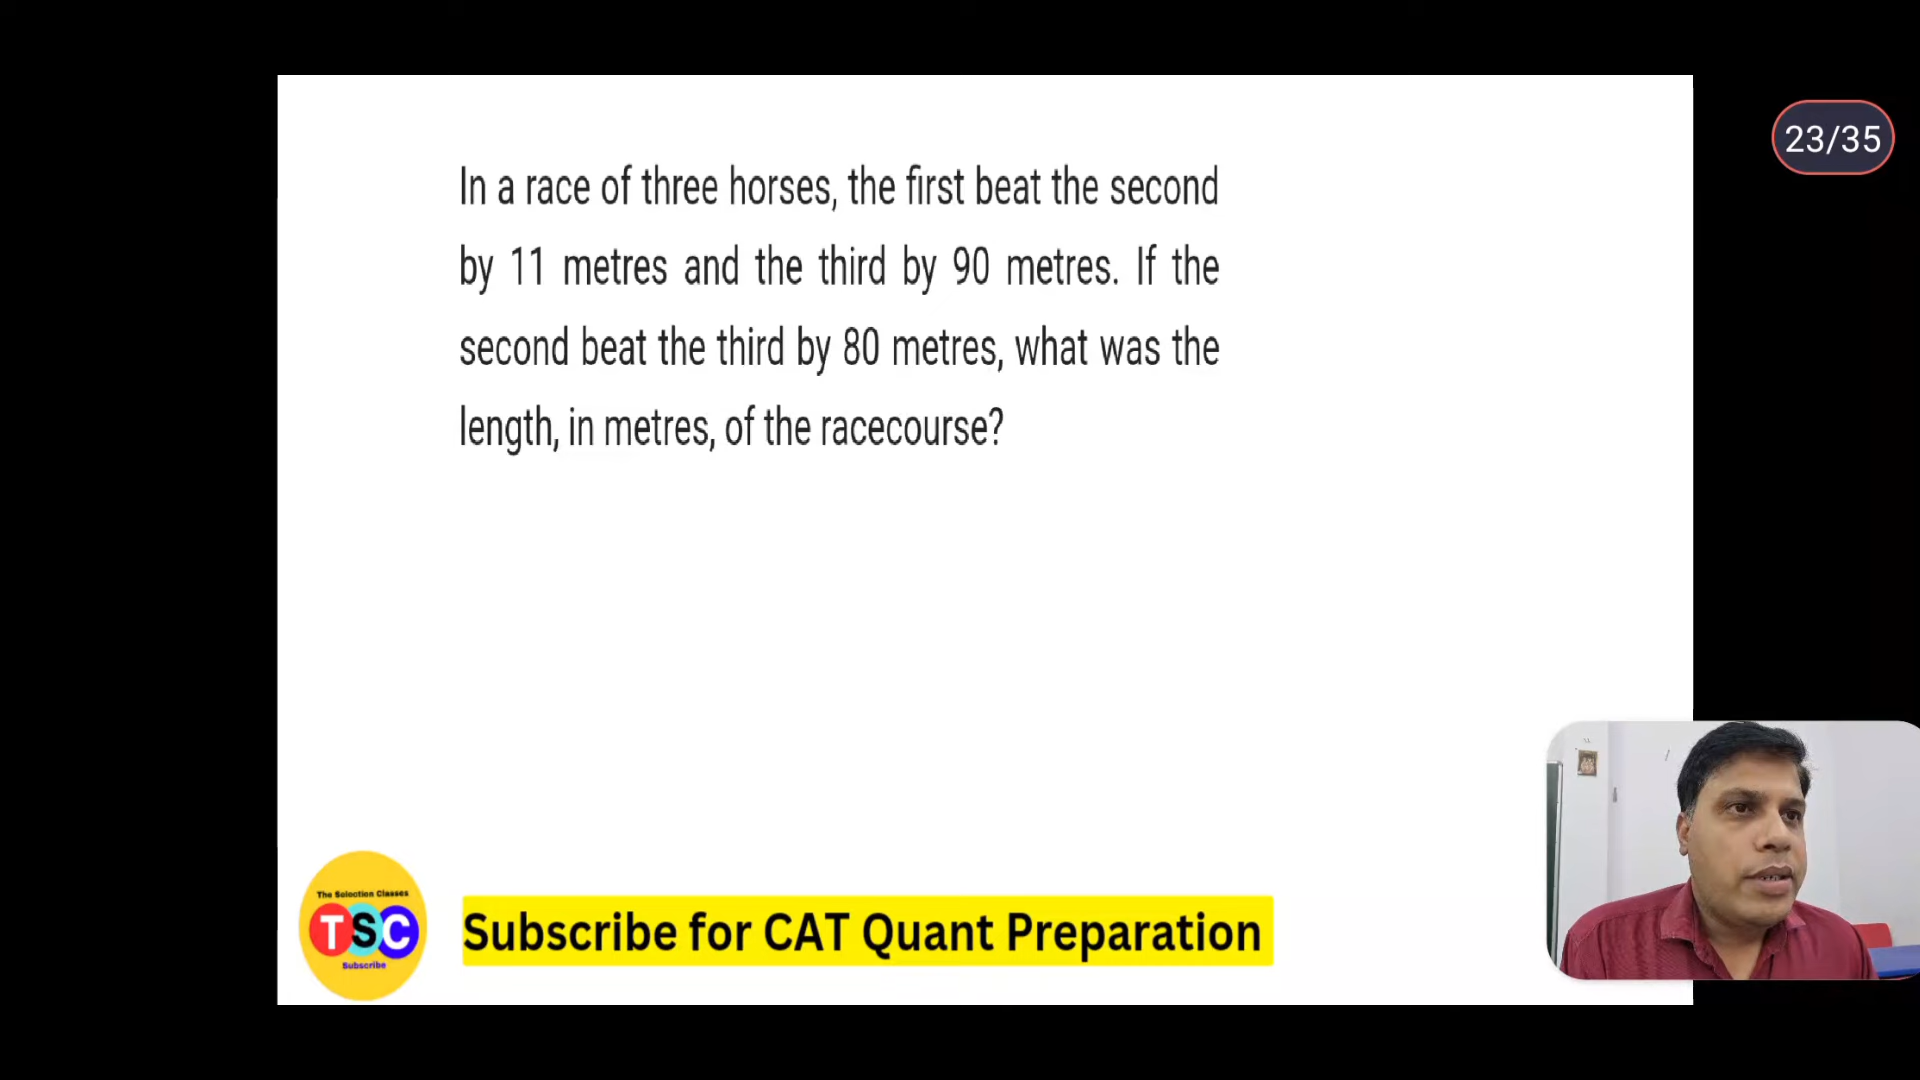 23/35
In a race of three horses, the first beat the second
by 11 metres and the third by 90 metres. If the
second beat the third by 80 metres, what was the
length, in metres, of the racecourse?
The Selection Classes
TSC
Subscribe
Subscribe for CAT Quant Preparation